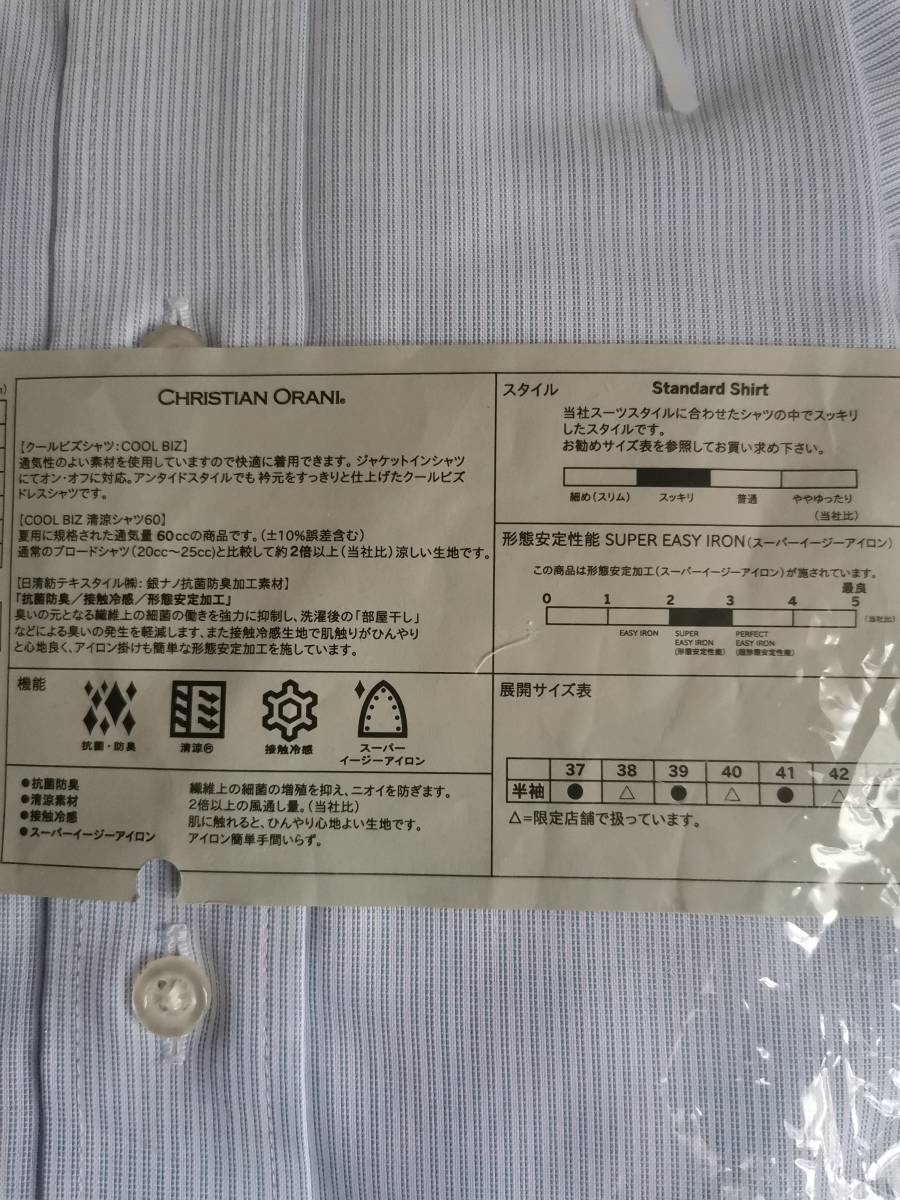 CHRISTIAN ORANI®
【クールビズシャツ:COOL BIZ】
通気性のよい素材を使用していますので快適に着用できます。ジャケットインシャツ
にてオン・オフに対応。アンタイドスタイルでも衿元をすっきりと仕上げたクールビズ
ドレスシャツです。
【COOL BIZ 清涼シャツ60】
夏用に規格された通気量 60ccの商品です。(±10%誤差含む)
通常のブロードシャツ(20cc〜25cc)と比較して約2倍以上(当社比)涼しい生地です。
【日清紡テキスタイル㈱: 銀ナノ抗菌防臭加工素材】
「抗菌防臭/接触冷感/形態安定加工」
臭いの元となる繊維上の細菌の働きを強力に抑制し、洗濯後の「部屋干し」
などによる臭いの発生を軽減します、また接触冷感生地で肌触りがひんやり
と心地良く、アイロン掛けも簡単な形態安定加工を施しています。
機能
抗菌・防臭
清涼
接触冷感
スーパー
イージーアイロン
●抗菌防臭 繊維上の細菌の増殖を抑え、ニオイを防ぎます。
●清涼素材 2倍以上の風通し量。(当社比)
●接触冷感 肌に触れると、ひんやり心地よい生地です。
●スーパーイージーアイロン アイロン簡単手間いらず。
スタイル Standard Shirt
当社スーツスタイルに合わせたシャツの中でスッキリ
したスタイルです。
お勧めサイズ表を参照してお買い求め下さい。
細め(スリム) スッキリ 普通 ややゆったり
(当社比)
形態安定性能 SUPER EASY IRON(スーパーイージーアイロン)
この商品は形態安定加工(スーパーイージーアイロン)が施されています。
最良
0 1 2 3 4 5
(当社比)
EASY IRON SUPER PERFECT
EASY IRON EASY IRON
(形態安定性能) (超形態安定性能)
展開サイズ表
37 38 39 40 41 42
半袖 ● △ ● △ ● △
△=限定店舗で扱っています。